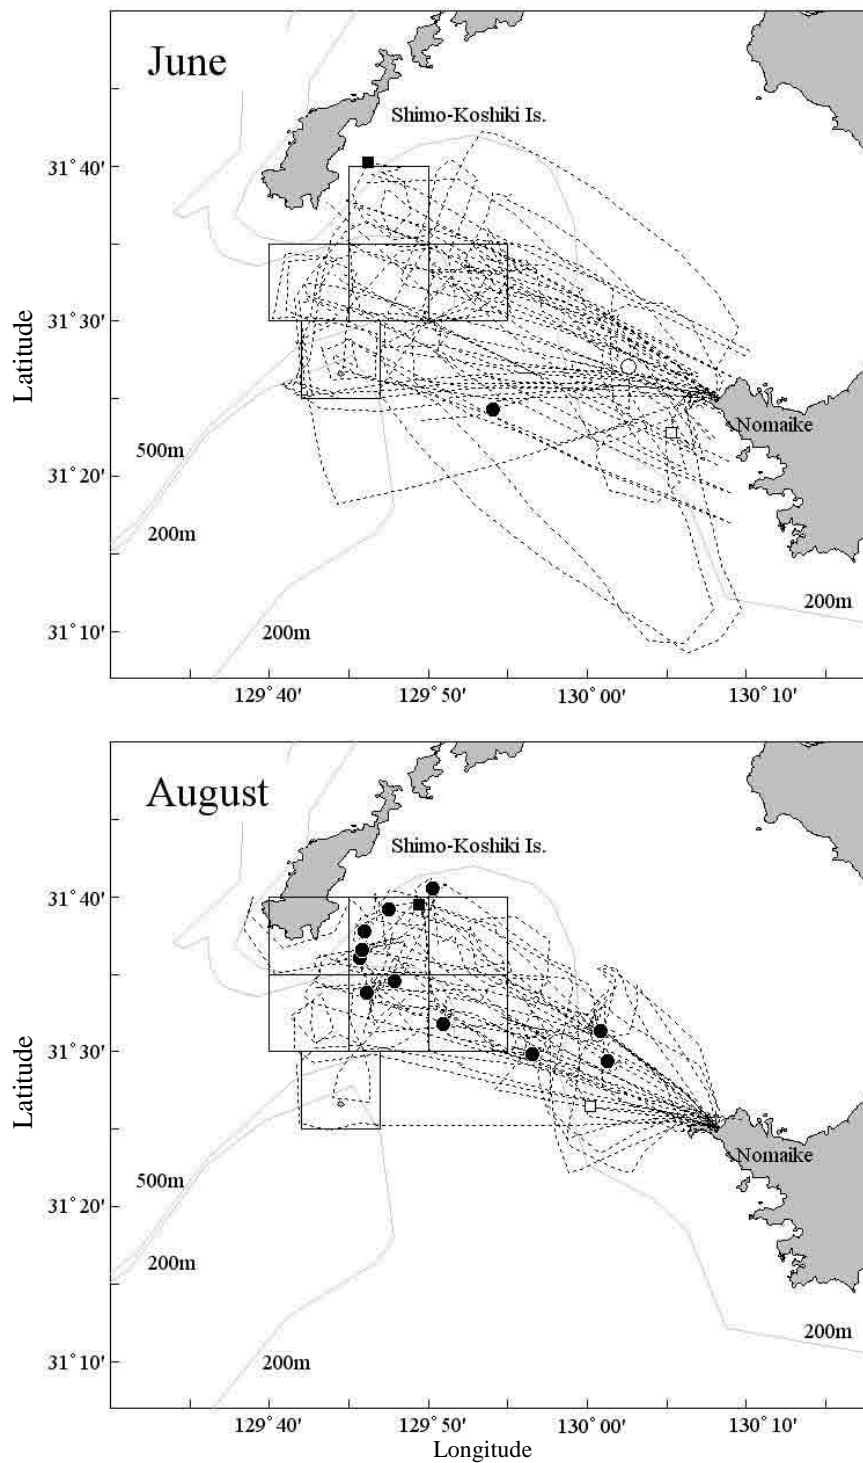 June
Shimo-Koshiki Is.
31˚40'
31˚30'
Latitude
Nomaike
500m
31˚20'
200m
200m
200m
31˚10'
129˚40'
129˚50'
130˚00'
130˚10'
August
Shimo-Koshiki Is.
31˚40'
31˚30'
Latitude
Nomaike
500m
31˚20'
200m
200m
31˚10'
200m
129˚40'
129˚50'
130˚00'
130˚10'
Longitude